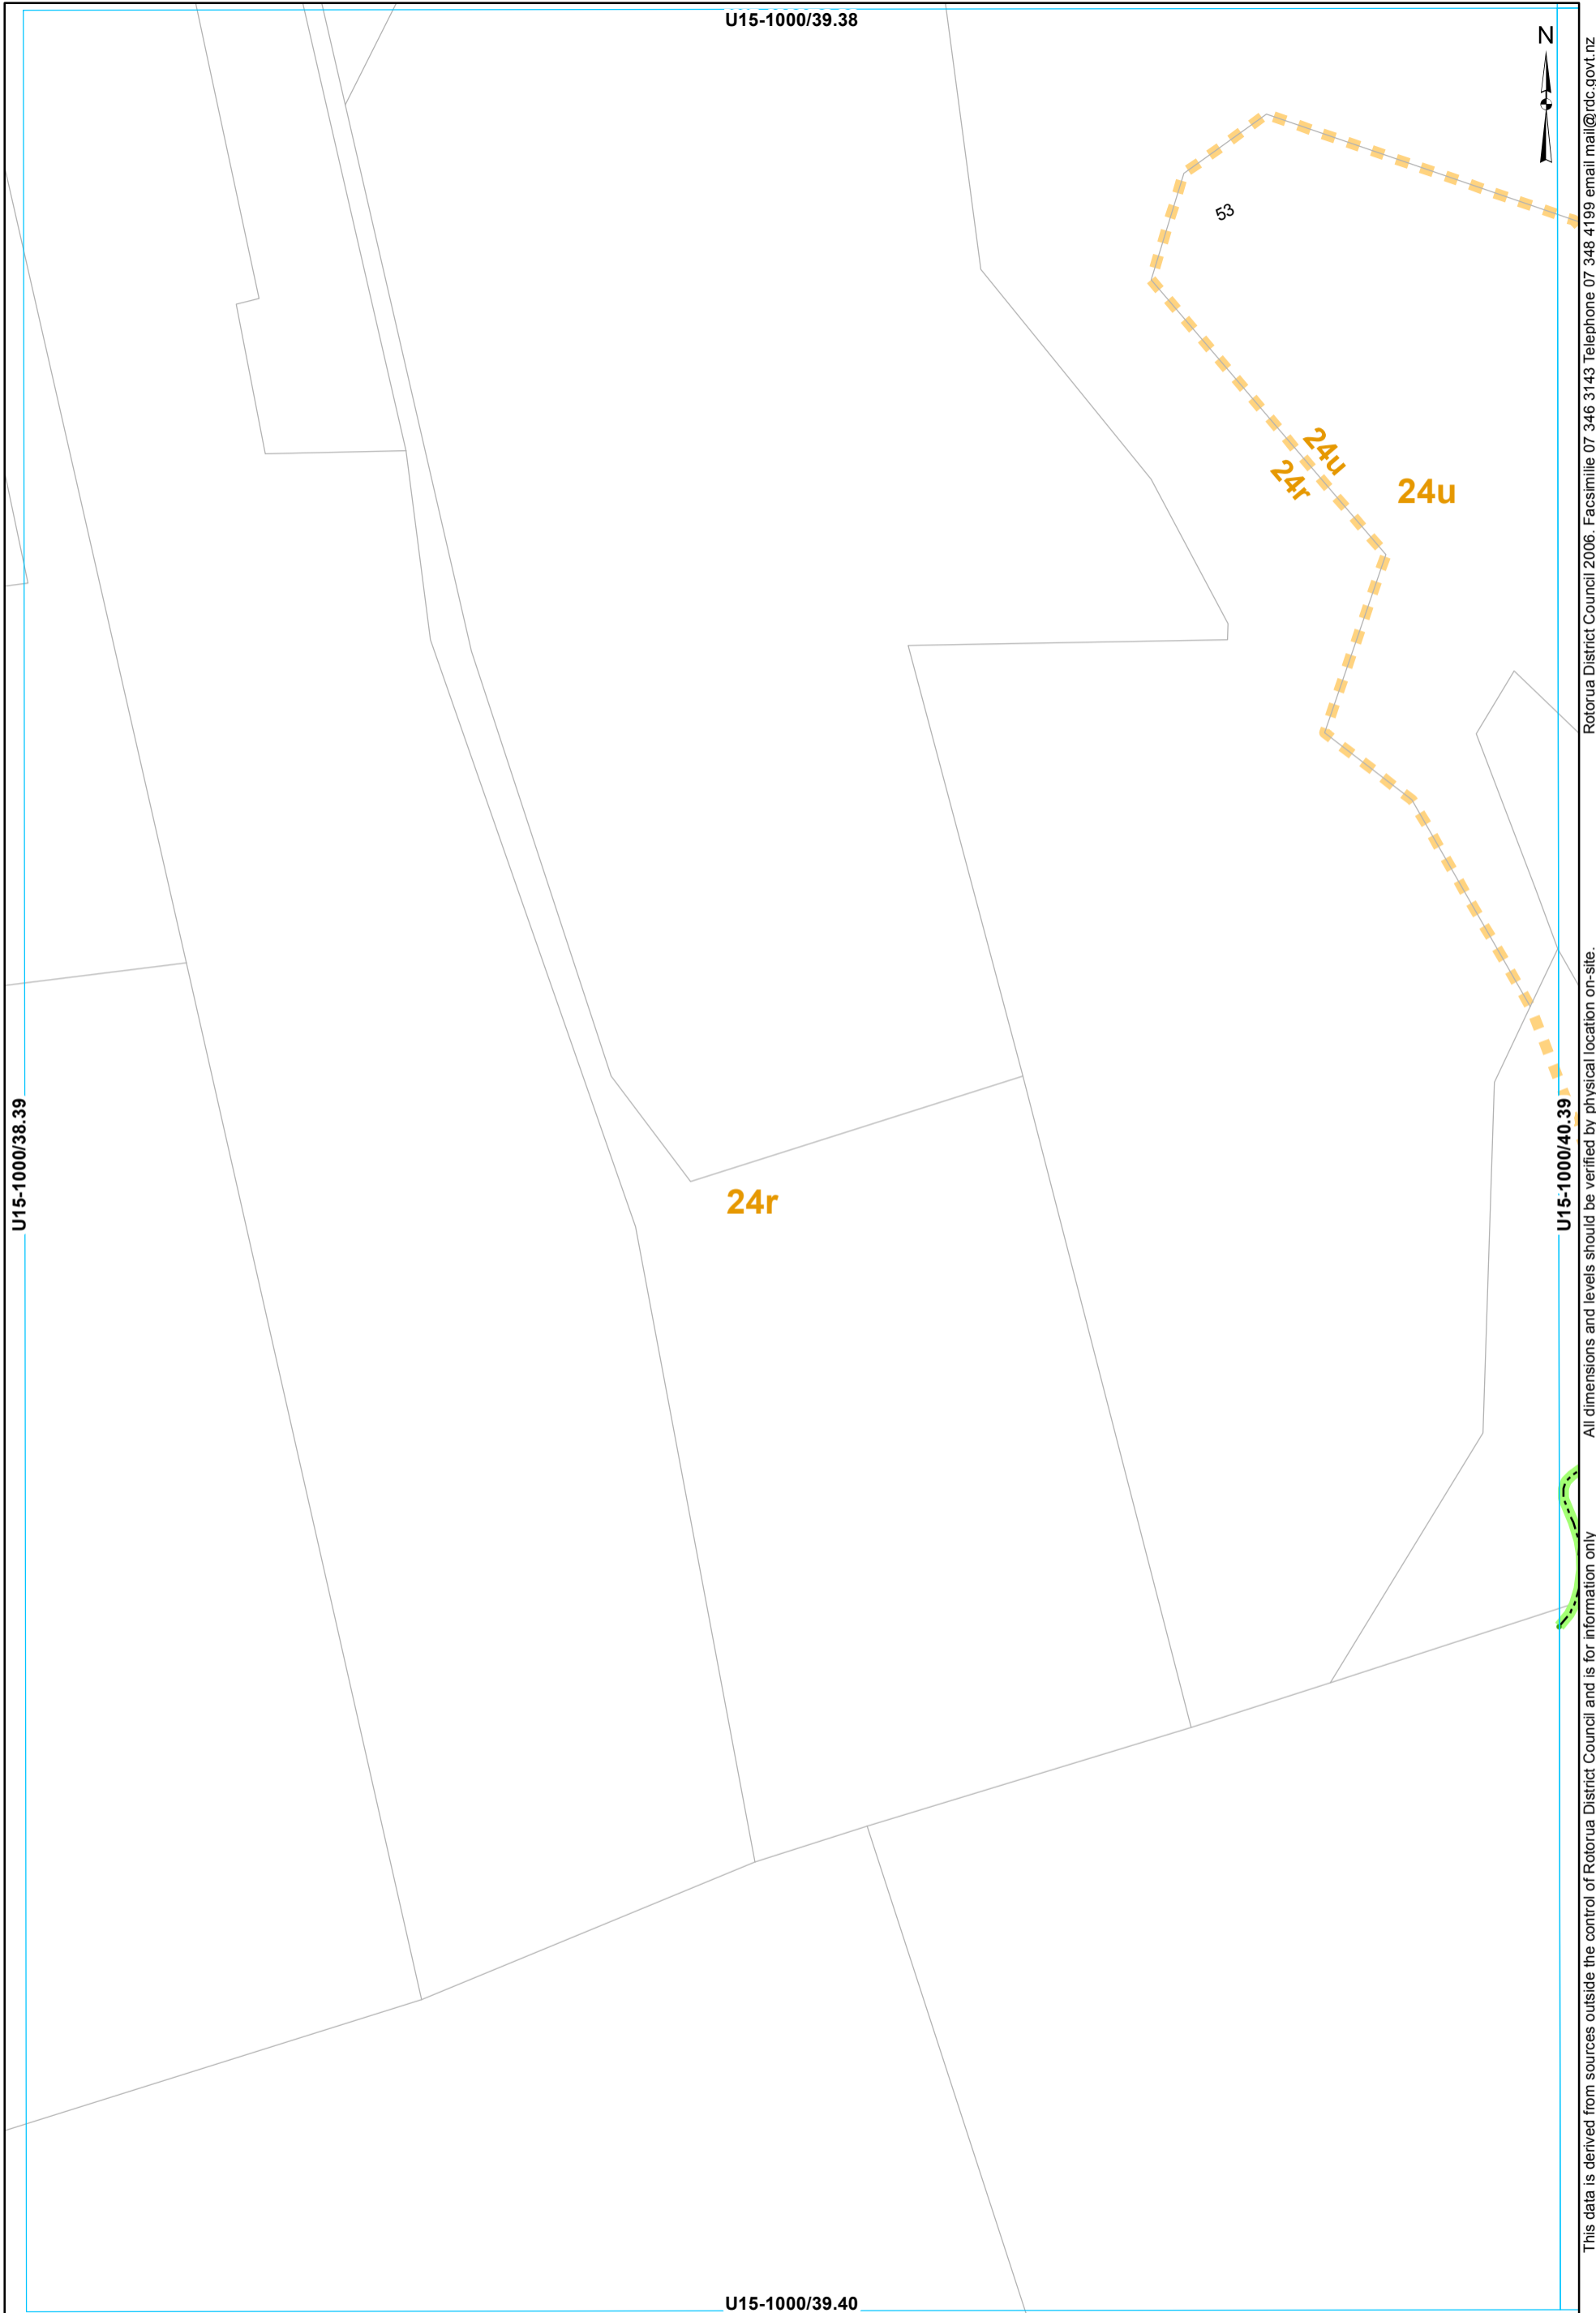 U15-1000/39.38
N
53
24u
24r
24u
24r
U15-1000/38.39
U15-1000/40.39
U15-1000/39.40
This data is derived from sources outside the control of Rotorua District Council and is for information only
All dimensions and levels should be verified by physical location on-site.
Rotorua District Council 2006. Facsimilie 07 346 3143 Telephone 07 348 4199 email mail@rdc.govt.nz